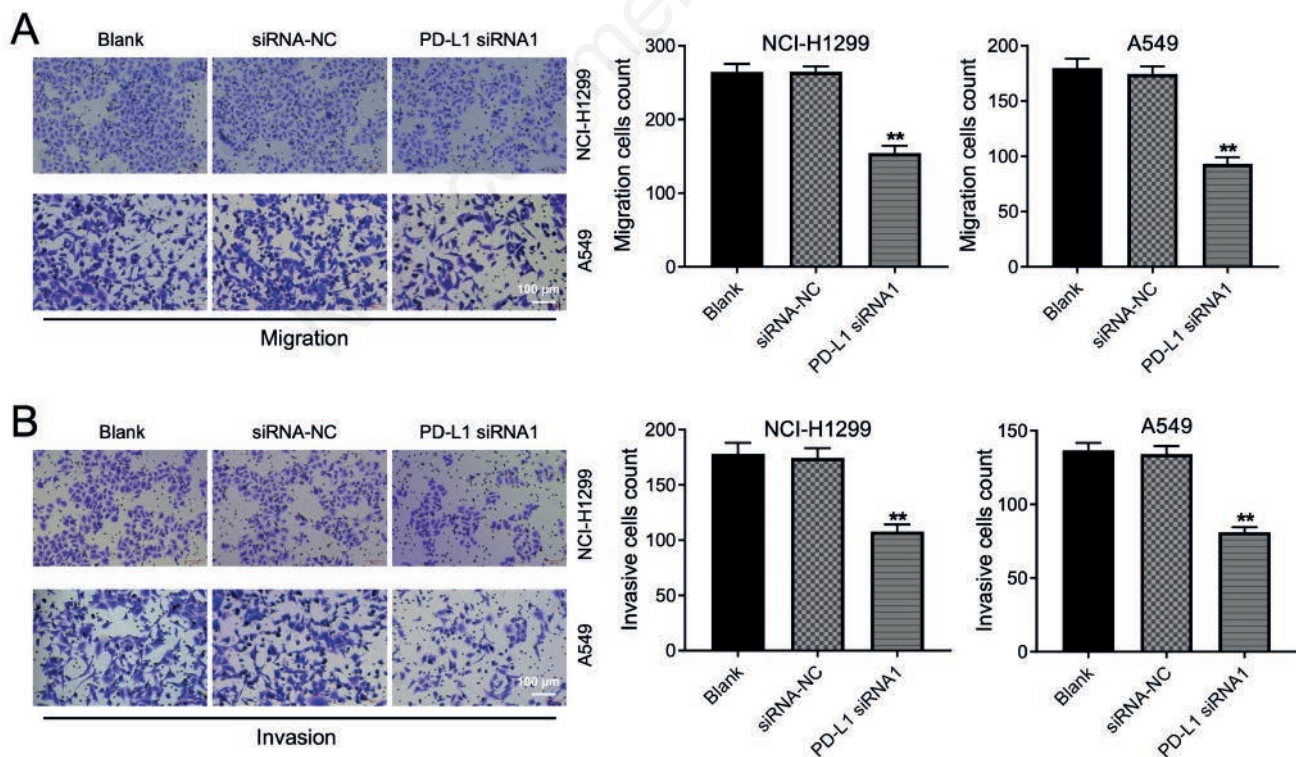 A
Blank siRNA-NC PD-L1 siRNA1
NCI-H1299
A549
100 µm
Migration
NCI-H1299
Migration cells count
300
200
100
0
Blank
siRNA-NC
PD-L1 siRNA1
**
A549
Migration cells count
200
150
100
50
0
Blank
siRNA-NC
PD-L1 siRNA1
**
B
Blank siRNA-NC PD-L1 siRNA1
NCI-H1299
A549
100 µm
Invasion
NCI-H1299
Invasive cells count
200
150
100
50
0
Blank
siRNA-NC
PD-L1 siRNA1
**
A549
Invasive cells count
150
100
50
0
Blank
siRNA-NC
PD-L1 siRNA1
**